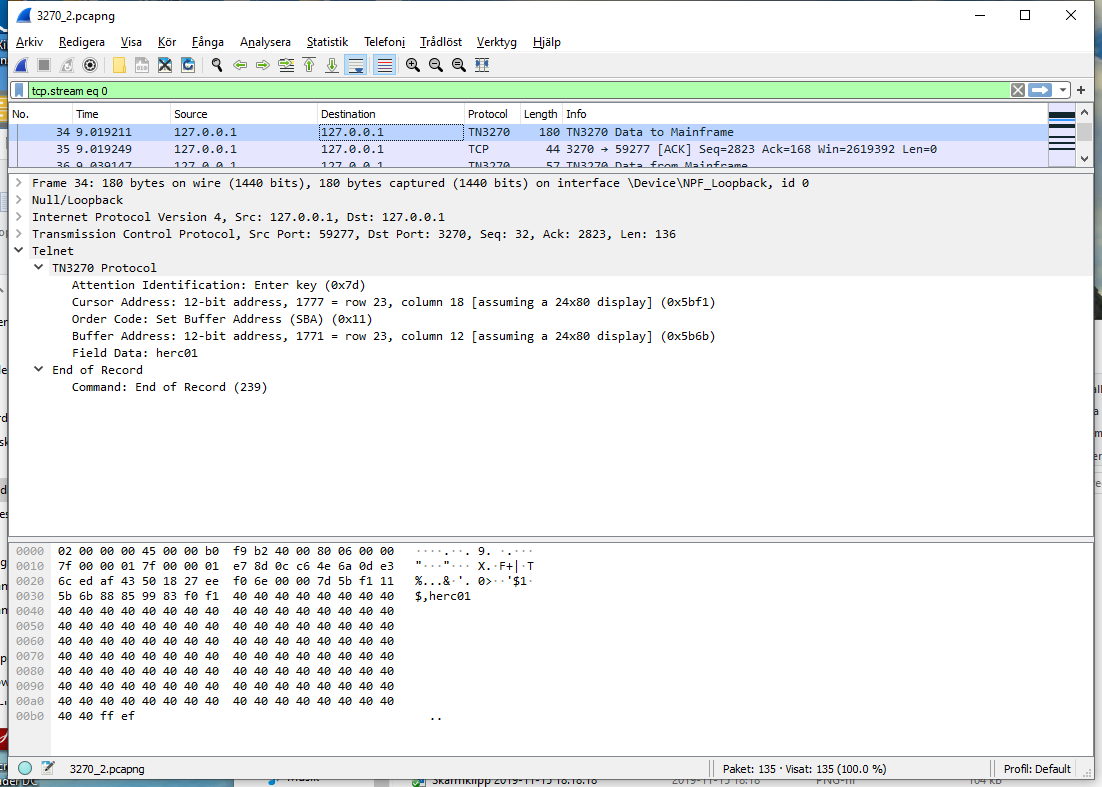 3270_2.pcapng
Arkiv Redigera Visa Kör Fånga Analysera Statistik Telefoni Trådlöst Verktyg Hjälp
tcp.stream eq 0
No. Time Source Destination Protocol Length Info
34 9.019211 127.0.0.1 127.0.0.1 TN3270 180 TN3270 Data to Mainframe
35 9.019249 127.0.0.1 127.0.0.1 TCP 44 3270 → 59277 [ACK] Seq=2823 Ack=168 Win=2619392 Len=0
36 9.039147 127.0.0.1 127.0.0.1 TN3270 57 TN3270 Data from Mainframe
Frame 34: 180 bytes on wire (1440 bits), 180 bytes captured (1440 bits) on interface \Device\NPF_Loopback, id 0
Null/Loopback
Internet Protocol Version 4, Src: 127.0.0.1, Dst: 127.0.0.1
Transmission Control Protocol, Src Port: 59277, Dst Port: 3270, Seq: 32, Ack: 2823, Len: 136
Telnet
TN3270 Protocol
Attention Identification: Enter key (0x7d)
Cursor Address: 12-bit address, 1777 = row 23, column 18 [assuming a 24x80 display] (0x5bf1)
Order Code: Set Buffer Address (SBA) (0x11)
Buffer Address: 12-bit address, 1771 = row 23, column 12 [assuming a 24x80 display] (0x5b6b)
Field Data: herc01
End of Record
Command: End of Record (239)
0000 02 00 00 00 45 00 00 b0 f9 b2 40 00 80 06 00 00 ····.··. 9. ·.···
0010 7f 00 00 01 7f 00 00 01 e7 8d 0c c6 4e 6a 0d e3 "···"··· X.·F+|·T
0020 6c ed af 43 50 18 27 ee f0 6e 00 00 7d 5b f1 11 %...&·'. 0>··'$1·
0030 5b 6b 88 85 99 83 f0 f1 40 40 40 40 40 40 40 40 $,herc01
0040 40 40 40 40 40 40 40 40 40 40 40 40 40 40 40 40
0050 40 40 40 40 40 40 40 40 40 40 40 40 40 40 40 40
0060 40 40 40 40 40 40 40 40 40 40 40 40 40 40 40 40
0070 40 40 40 40 40 40 40 40 40 40 40 40 40 40 40 40
0080 40 40 40 40 40 40 40 40 40 40 40 40 40 40 40 40
0090 40 40 40 40 40 40 40 40 40 40 40 40 40 40 40 40
00a0 40 40 40 40 40 40 40 40 40 40 40 40 40 40 40 40
00b0 40 40 ff ef ..
3270_2.pcapng Paket: 135 · Visat: 135 (100.0 %) Profil: Default